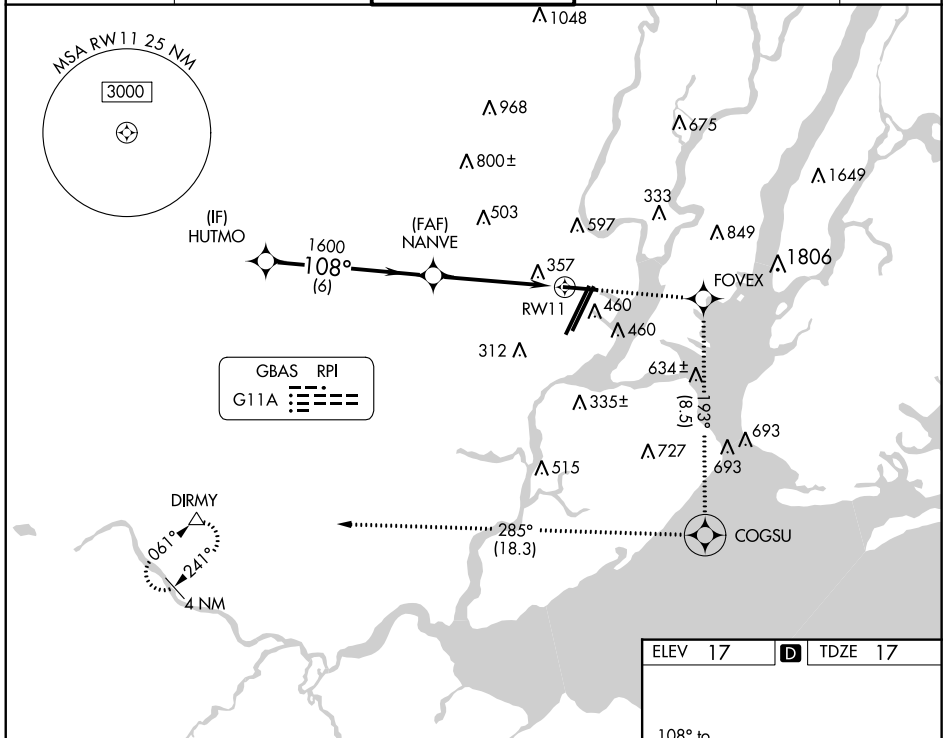 1048
MSA RW11 25 NM
3000
968
675
800±
1649
503
333
597
849
(IF)
HUTMO
(FAF)
NANVE
1600
108°
(6)
357
1806
FOVEX
RW11
460
460
312
GBAS RPI
G11A
634±
193°
(8.5)
335±
727
693
693
515
DIRMY
061°
241°
4 NM
285°
(18.3)
COGSU
ELEV 17
D
TDZE 17
108° to